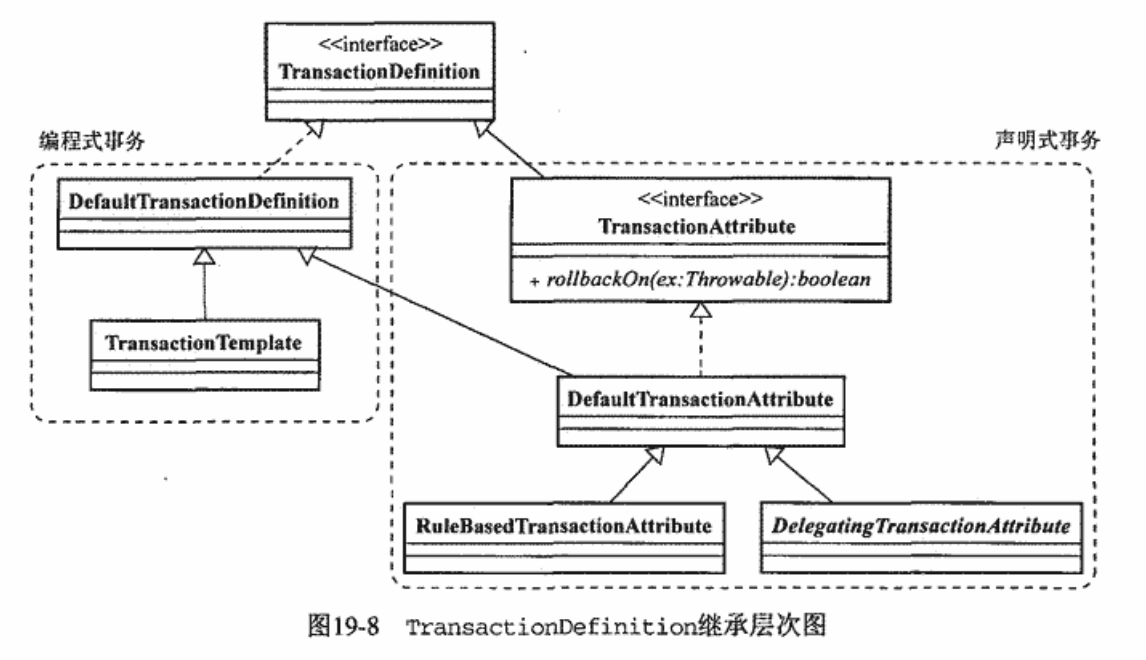 <<interface>>
TransactionDefinition
编程式事务
声明式事务
DefaultTransactionDefinition
<<interface>>
TransactionAttribute
+ rollbackOn(ex:Throwable):boolean
TransactionTemplate
DefaultTransactionAttribute
RuleBasedTransactionAttribute
DelegatingTransactionAttribute
图19-8 TransactionDefinition继承层次图